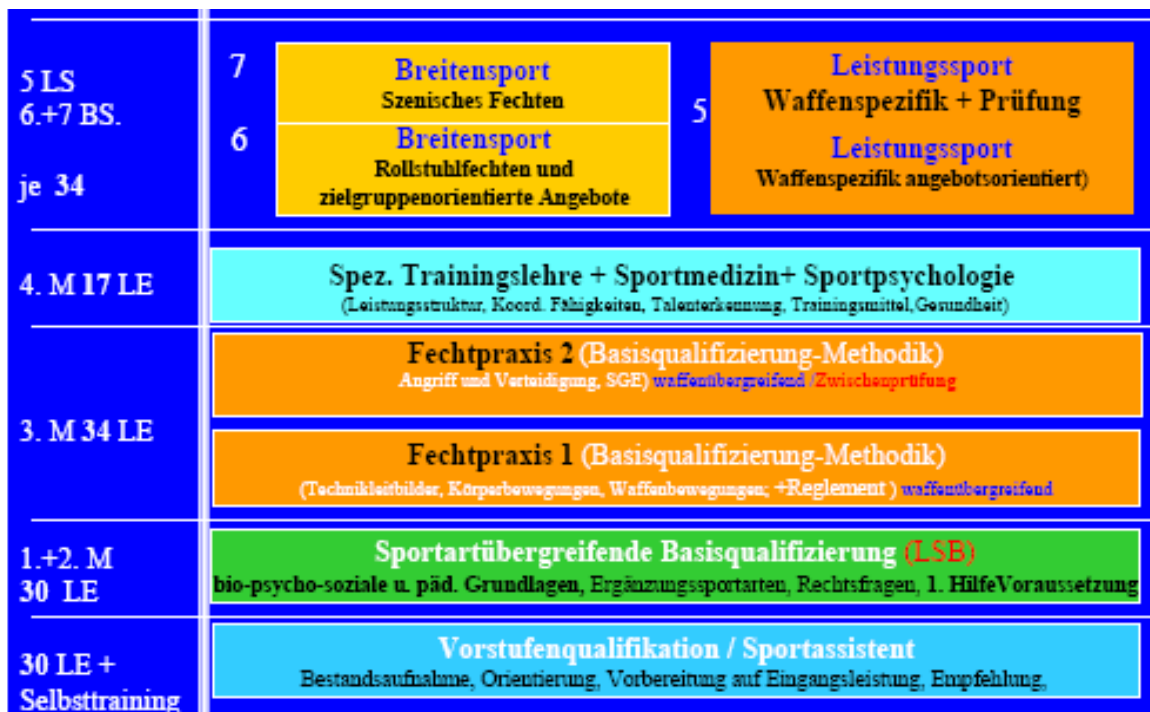 5 LS
6.+7 BS.
je 34
7
Breitensport
Szenisches Fechten
6
Breitensport
Rollstuhlfechten und
zielgruppenorientierte Angebote
5
Leistungssport
Waffenspezifik + Prüfung
Leistungssport
Waffenspezifik angebotsorientiert)
4. M 17 LE
Spez. Trainingslehre + Sportmedizin+ Sportpsychologie
(Leistungsstruktur, Koord. Fähigkeiten, Talenterkennung, Trainingsmittel,Gesundheit)
3. M 34 LE
Fechtpraxis 2 (Basisqualifizierung-Methodik)
Angriff und Verteidigung, SGE) waffenübergreifend /Zwischenprüfung
Fechtpraxis 1 (Basisqualifizierung-Methodik)
(Technikleitbilder, Körperbewegungen, Waffenbewegungen; +Reglement ) waffenübergreifend
1.+2. M
30 LE
Sportartübergreifende Basisqualifizierung (LSB)
bio-psycho-soziale u. päd. Grundlagen, Ergänzungssportarten, Rechtsfragen, 1. HilfeVoraussetzung
30 LE +
Selbsttraining
Vorstufenqualifikation / Sportassistent
Bestandsaufnahme, Orientierung, Vorbereitung auf Eingangsleistung, Empfehlung,